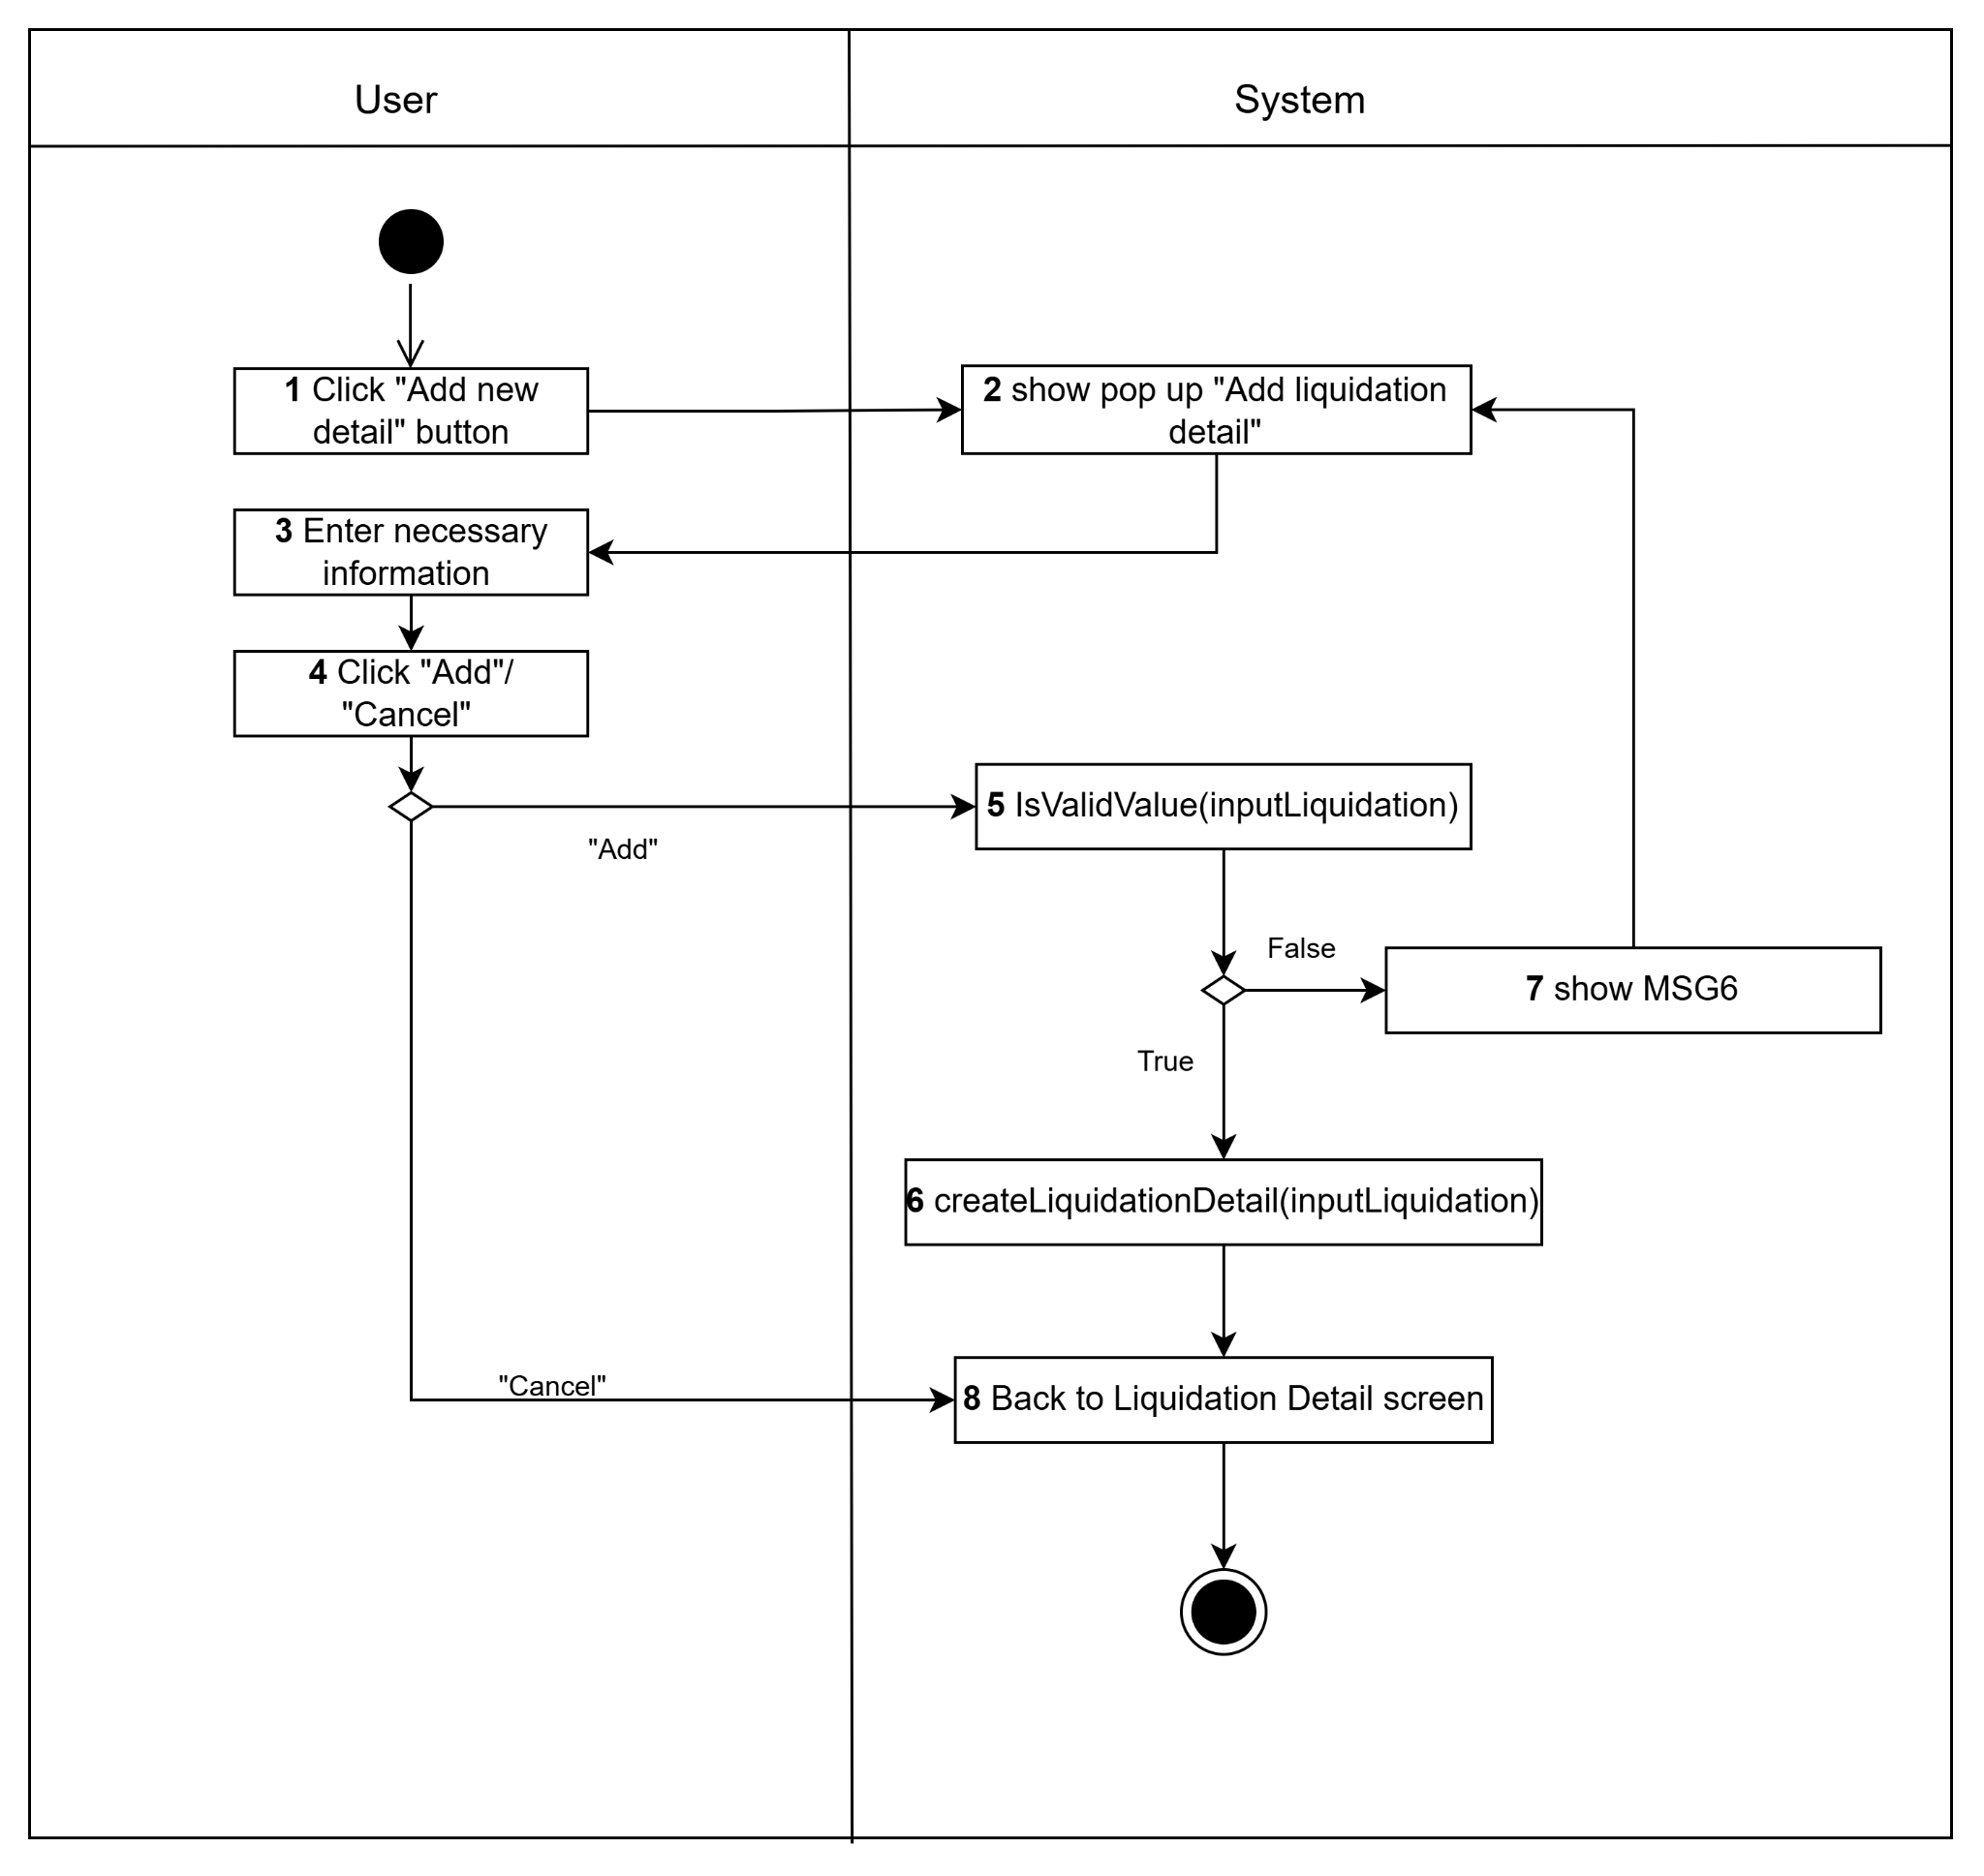 User
System
1 Click "Add new
detail" button
2 show pop up "Add liquidation
detail"
3 Enter necessary
information
4 Click "Add"/
"Cancel"
5 IsValidValue(inputLiquidation)
"Add"
False
7 show MSG6
True
6 createLiquidationDetail(inputLiquidation)
"Cancel"
8 Back to Liquidation Detail screen